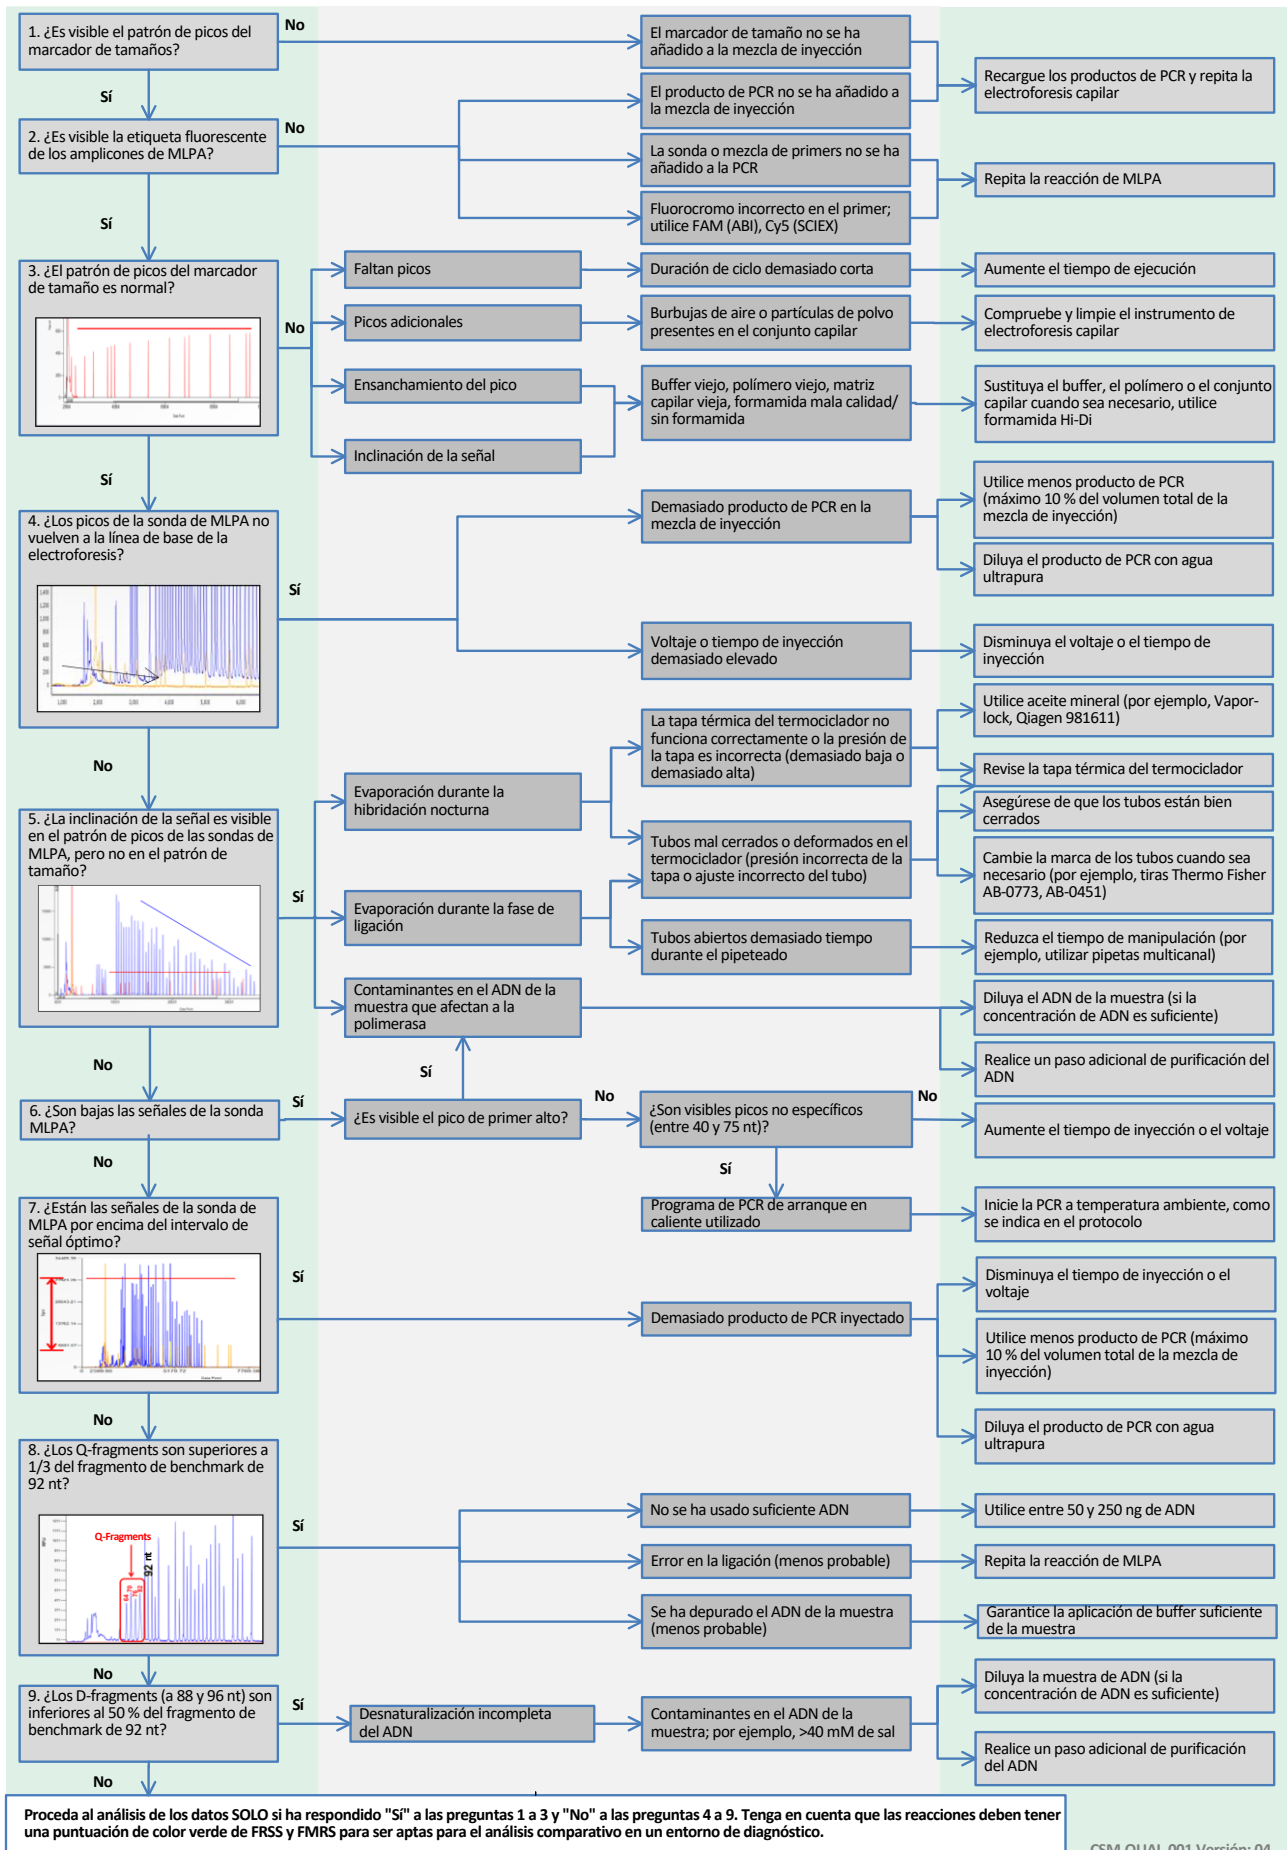 1. ¿Es visible el patrón de picos del
marcador de tamaños?
No
El marcador de tamaño no se ha
añadido a la mezcla de inyección
Recargue los productos de PCR y repita la
electroforesis capilar
Sí
El producto de PCR no se ha añadido a
la mezcla de inyección
2. ¿Es visible la etiqueta fluorescente
de los amplicones de MLPA?
No
La sonda o mezcla de primers no se ha
añadido a la PCR
Repita la reacción de MLPA
Sí
Fluorocromo incorrecto en el primer;
utilice FAM (ABI), Cy5 (SCIEX)
3. ¿El patrón de picos del marcador
de tamaño es normal?
No
Faltan picos
Duración de ciclo demasiado corta
Aumente el tiempo de ejecución
Picos adicionales
Burbujas de aire o partículas de polvo
presentes en el conjunto capilar
Compruebe y limpie el instrumento de
electroforesis capilar
Ensanchamiento del pico
Buffer viejo, polímero viejo, matriz
capilar vieja, formamida mala calidad/
sin formamida
Sustituya el buffer, el polímero o el conjunto
capilar cuando sea necesario, utilice
formamida Hi-Di
Inclinación de la señal
Sí
4. ¿Los picos de la sonda de MLPA no
vuelven a la línea de base de la
electroforesis?
Sí
Demasiado producto de PCR en la
mezcla de inyección
Utilice menos producto de PCR
(máximo 10 % del volumen total de la
mezcla de inyección)
Diluya el producto de PCR con agua
ultrapura
Voltaje o tiempo de inyección
demasiado elevado
Disminuya el voltaje o el tiempo de
inyección
No
5. ¿La inclinación de la señal es visible
en el patrón de picos de las sondas de
MLPA, pero no en el patrón de
tamaño?
Sí
Evaporación durante la
hibridación nocturna
La tapa térmica del termociclador no
funciona correctamente o la presión de
la tapa es incorrecta (demasiado baja o
demasiado alta)
Utilice aceite mineral (por ejemplo, Vapor-
lock, Qiagen 981611)
Revise la tapa térmica del termociclador
Tubos mal cerrados o deformados en el
termociclador (presión incorrecta de la
tapa o ajuste incorrecto del tubo)
Asegúrese de que los tubos están bien
cerrados
Cambie la marca de los tubos cuando sea
necesario (por ejemplo, tiras Thermo Fisher
AB-0773, AB-0451)
Evaporación durante la fase de
ligación
Tubos abiertos demasiado tiempo
durante el pipeteado
Reduzca el tiempo de manipulación (por
ejemplo, utilizar pipetas multicanal)
Contaminantes en el ADN de la
muestra que afectan a la
polimerasa
Diluya el ADN de la muestra (si la
concentración de ADN es suficiente)
Realice un paso adicional de purificación del
ADN
No
Sí
6. ¿Son bajas las señales de la sonda
MLPA?
Sí
¿Es visible el pico de primer alto?
No
¿Son visibles picos no específicos
(entre 40 y 75 nt)?
No
Aumente el tiempo de inyección o el voltaje
No
Sí
Programa de PCR de arranque en
caliente utilizado
Inicie la PCR a temperatura ambiente, como
se indica en el protocolo
7. ¿Están las señales de la sonda de
MLPA por encima del intervalo de
señal óptimo?
Sí
Demasiado producto de PCR inyectado
Disminuya el tiempo de inyección o el
voltaje
Utilice menos producto de PCR (máximo
10 % del volumen total de la mezcla de
inyección)
Diluya el producto de PCR con agua
ultrapura
No
8. ¿Los Q-fragments son superiores a
1/3 del fragmento de benchmark de
92 nt?
Q-Fragments
92 nt
Sí
No se ha usado suficiente ADN
Utilice entre 50 y 250 ng de ADN
Error en la ligación (menos probable)
Repita la reacción de MLPA
Se ha depurado el ADN de la muestra
(menos probable)
Garantice la aplicación de buffer suficiente
de la muestra
No
9. ¿Los D-fragments (a 88 y 96 nt) son
inferiores al 50 % del fragmento de
benchmark de 92 nt?
Sí
Desnaturalización incompleta
del ADN
Contaminantes en el ADN de la
muestra; por ejemplo, >40 mM de sal
Diluya la muestra de ADN (si la
concentración de ADN es suficiente)
Realice un paso adicional de purificación
del ADN
No
Proceda al análisis de los datos SOLO si ha respondido "Sí" a las preguntas 1 a 3 y "No" a las preguntas 4 a 9. Tenga en cuenta que las reacciones deben tener
una puntuación de color verde de FRSS y FMRS para ser aptas para el análisis comparativo en un entorno de diagnóstico.